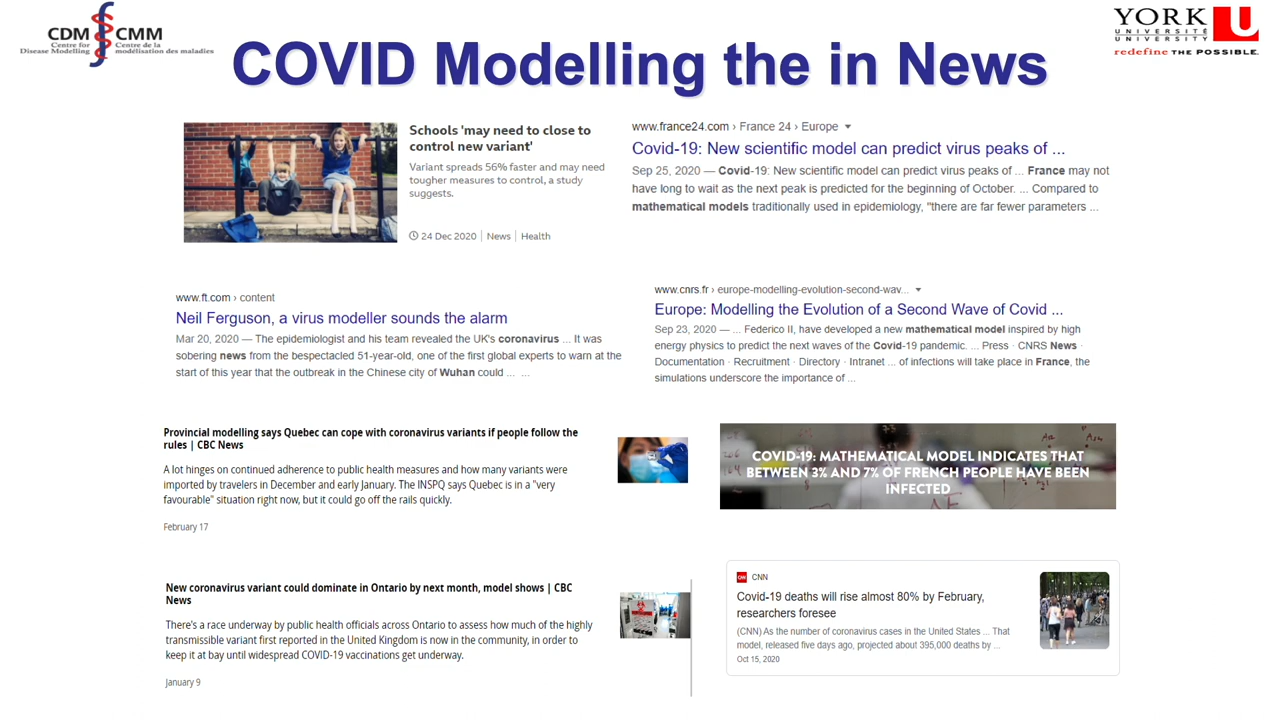 CDM CMM
Centre for Centre de la
Disease Modelling modélisation des maladies
YORK U
UNIVERSITÉ
UNIVERSITY
redefine THE POSSIBLE.
COVID Modelling the in News
Schools 'may need to close to
control new variant'
Variant spreads 56% faster and may need
tougher measures to control, a study
suggests.
24 Dec 2020 | News | Health
www.france24.com › France 24 › Europe
Covid-19: New scientific model can predict virus peaks of ...
Sep 25, 2020 — Covid-19: New scientific model can predict virus peaks of ... France may not
have long to wait as the next peak is predicted for the beginning of October. ... Compared to
mathematical models traditionally used in epidemiology, "there are far fewer parameters ...
www.ft.com › content
Neil Ferguson, a virus modeller sounds the alarm
Mar 20, 2020 — The epidemiologist and his team revealed the UK's coronavirus ... It was
sobering news from the bespectacled 51-year-old, one of the first global experts to warn at the
start of this year that the outbreak in the Chinese city of Wuhan could ... ...
www.cnrs.fr › europe-modelling-evolution-second-wav...
Europe: Modelling the Evolution of a Second Wave of Covid ...
Sep 23, 2020 — ... Federico II, have developed a new mathematical model inspired by high
energy physics to predict the next waves of the Covid-19 pandemic. ... Press · CNRS News ·
Documentation · Recruitment · Directory · Intranet ... of infections will take place in France, the
simulations underscore the importance of ...
Provincial modelling says Quebec can cope with coronavirus variants if people follow the
rules | CBC News
A lot hinges on continued adherence to public health measures and how many variants were
imported by travelers in December and early January. The INSPQ says Quebec is in a "very
favourable" situation right now, but it could go off the rails quickly.
February 17
COVID-19: MATHEMATICAL MODEL INDICATES THAT
BETWEEN 3% AND 7% OF FRENCH PEOPLE HAVE BEEN
INFECTED
New coronavirus variant could dominate in Ontario by next month, model shows | CBC
News
There's a race underway by public health officials across Ontario to assess how much of the highly
transmissible variant first reported in the United Kingdom is now in the community, in order to
keep it at bay until widespread COVID-19 vaccinations get underway.
January 9
CNN
Covid-19 deaths will rise almost 80% by February,
researchers foresee
(CNN) As the number of coronavirus cases in the United States ... That
model, released five days ago, projected about 395,000 deaths by ...
Oct 15, 2020